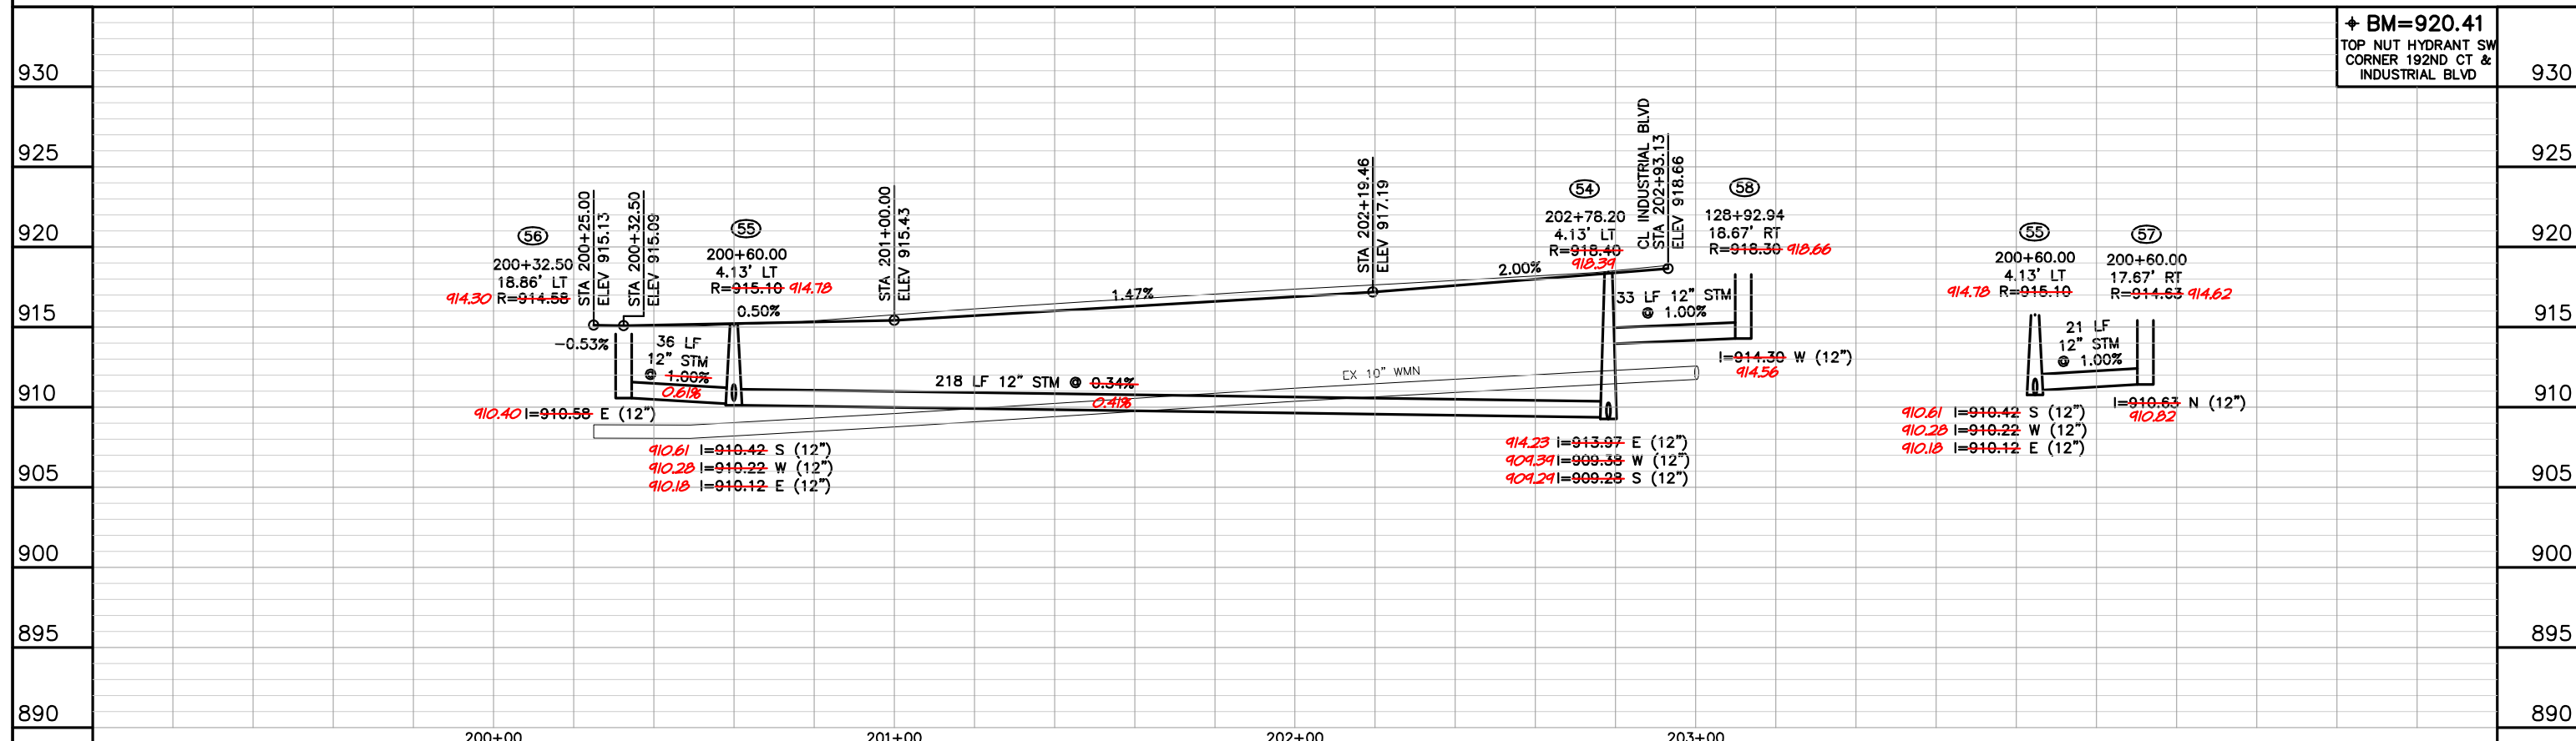 BM=920.41
TOP NUT HYDRANT SW
CORNER 192ND CT &
INDUSTRIAL BLVD
930
925
920
915
910
905
900
895
890
56
200+32.50
18.86' LT
914.30 R=914.58
STA 200+25.00
ELEV 915.13
STA 200+32.50
ELEV 915.09
55
200+60.00
4.13' LT
R=915.10 914.78
0.50%
STA 201+00.00
ELEV 915.43
1.47%
STA 202+19.46
ELEV 917.19
2.00%
54
202+78.20
4.13' LT
R=918.40
918.39
CL INDUSTRIAL BLVD
STA 202+93.13
ELEV 918.66
58
128+92.94
18.67' RT
R=918.30 918.66
33 LF 12" STM
@ 1.00%
I=914.30 W (12")
914.56
-0.53%
36 LF
12" STM
@ 1.00%
0.61%
910.40 I=910.58 E (12")
218 LF 12" STM @ 0.34%
0.41%
EX 10" WMN
910.61 I=910.42 S (12")
910.28 I=910.22 W (12")
910.18 I=910.12 E (12")
914.23 I=913.97 E (12")
909.39 I=909.38 W (12")
909.29 I=909.28 S (12")
55
200+60.00
4.13' LT
914.78 R=915.10
57
200+60.00
17.67' RT
R=914.63 914.62
21 LF
12" STM
@ 1.00%
I=910.63 N (12")
910.82
910.61 I=910.42 S (12")
910.28 I=910.22 W (12")
910.18 I=910.12 E (12")
930
925
920
915
910
905
900
895
890
200+00
201+00
202+00
203+00